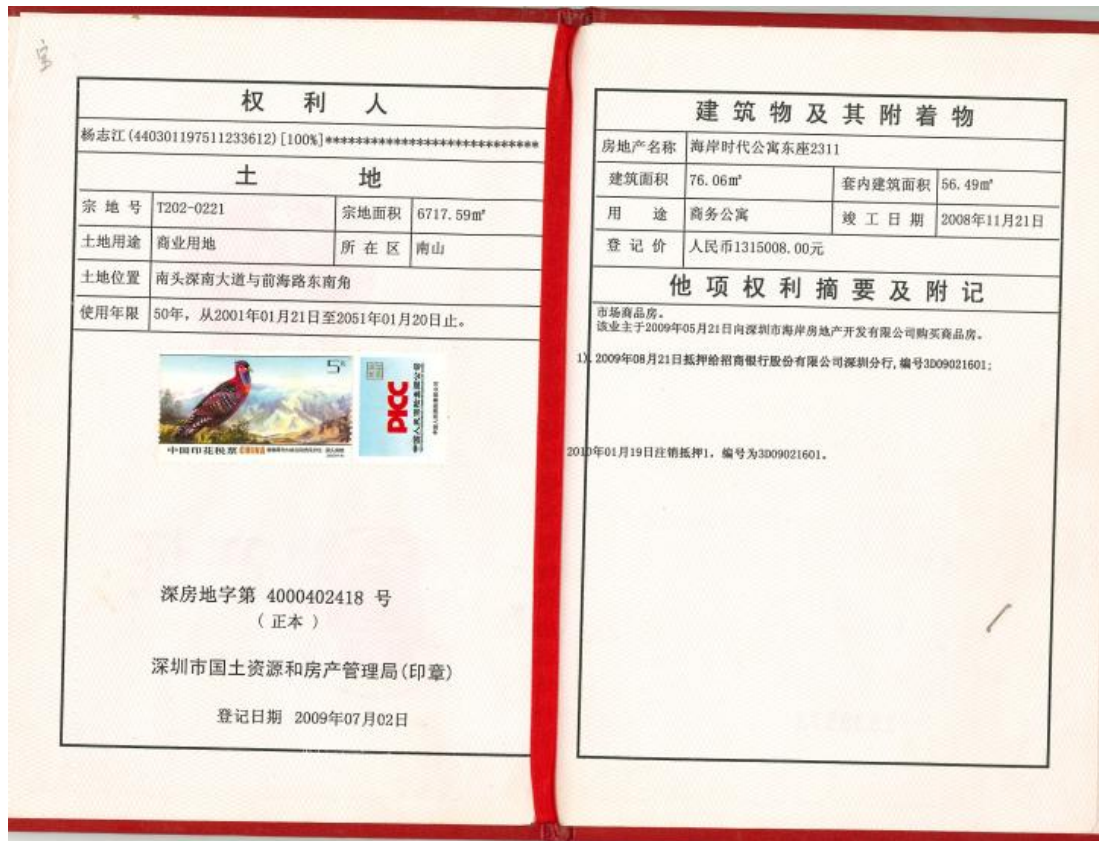 权利人
杨志江(440301197511233612)[100%]****************************
土地
宗地号 T202-0221 宗地面积 6717.59㎡
土地用途 商业用地 所在区 南山
土地位置 南头深南大道与前海路东南角
使用年限 50年，从2001年01月21日至2051年01月20日止。
5元
中国印花税票
PICC
中国人民财产保险公司
深房地字第 4000402418 号
（正本）
深圳市国土资源和房产管理局(印章)
登记日期 2009年07月02日
建筑物及其附着物
房地产名称 海岸时代公寓东座2311
建筑面积 76.06㎡ 套内建筑面积 56.49㎡
用途 商务公寓 竣工日期 2008年11月21日
登记价 人民币1315008.00元
他项权利摘要及附记
市场商品房。
该业主于2009年05月21日向深圳市海岸房地产开发有限公司购买商品房。
1). 2009年08月21日抵押给招商银行股份有限公司深圳分行,编号3D09021601;
2010年01月19日注销抵押1，编号为3D09021601。